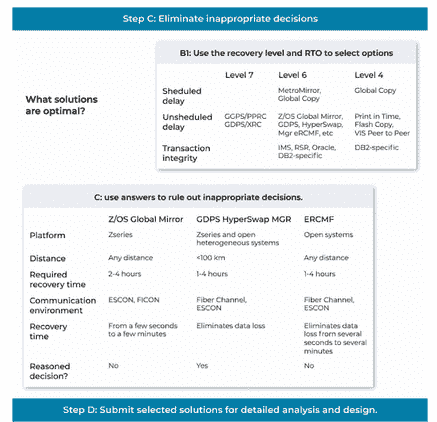 Step C: Eliminate inappropriate decisions
B1: Use the recovery level and RTO to select options
What solutions
are optimal?
Level 7 Level 6 Level 4
Sheduled
delay
MetroMirror,
Global Copy
Global Copy
Unsheduled
delay
GGPS/PPRC
GDPS/XRC
Z/OS Global Mirror,
GDPS, HyperSwap,
Mgr eRCMF, etc
Print in Time,
Flash Copy,
VIS Peer to Peer
Transaction
integrity
IMS, RSR, Oracle,
DB2-specific
DB2-specific
C: use answers to rule out inappropriate decisions.
Z/OS Global Mirror GDPS HyperSwap MGR ERCMF
Platform
Zseries
Zseries and open
heterogeneous systems
Open systems
Distance
Any distance
<100 km
Any distance
Required
recovery time
2-4 hours
1-4 hours
1-4 hours
Communication
environment
ESCON, FICON
Fiber Channel,
ESCON
Fiber Channel,
ESCON
Recovery
time
From a few seconds
to a few minutes
Eliminates data loss
Eliminates data
loss from several
seconds to several
minutes
Reasoned
decision?
No
Yes
No
Step D: Submit selected solutions for detailed analysis and design.